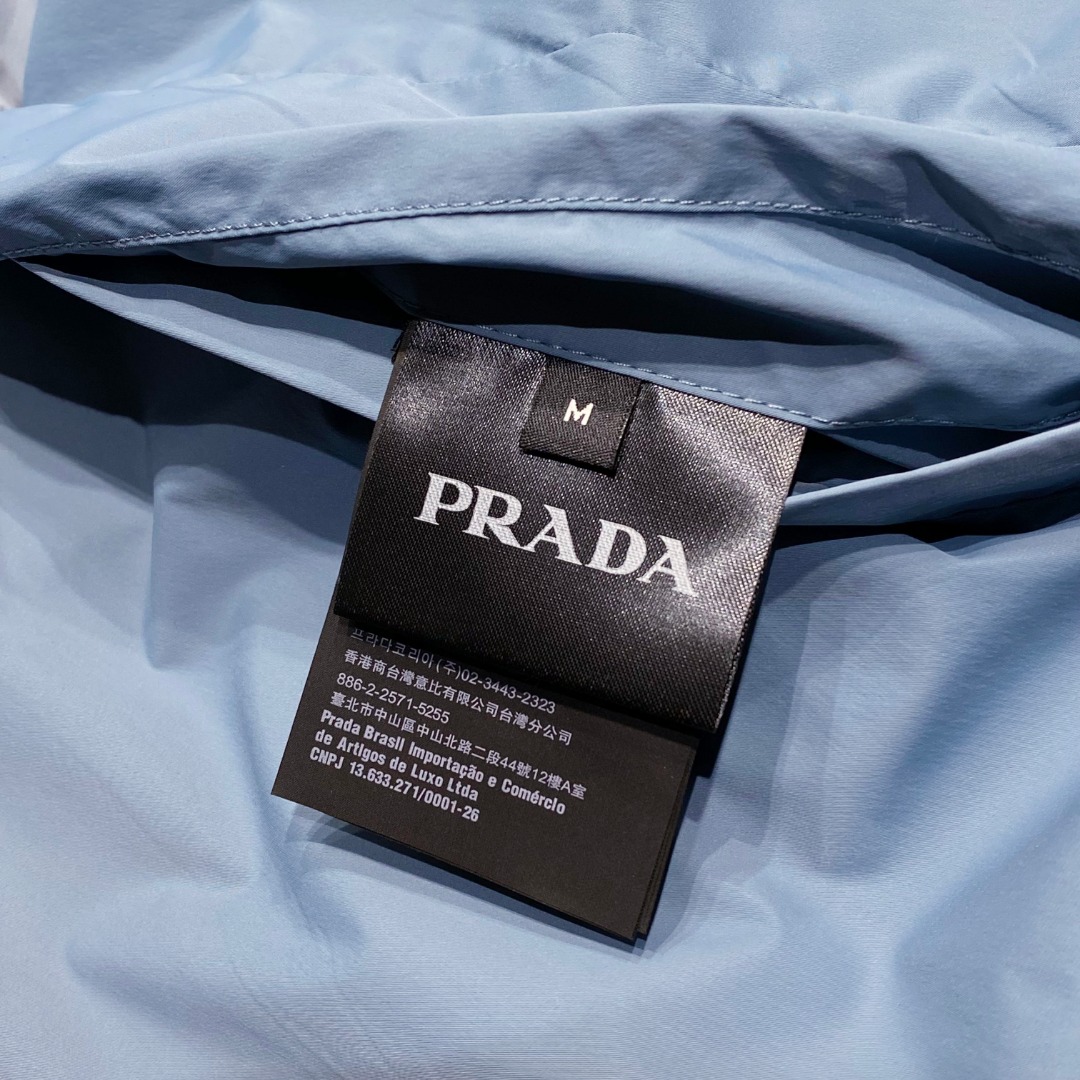 M
PRADA
프라다코리아 (주)02-3443-2323
香港商台灣意比有限公司台灣分公司
886-2-2571-5255
臺北市中山區中山北路二段44號12樓A室
Prada Brasil Importação e Comércio
de Artigos de Luxo Ltda
CNPJ 13.633.271/0001-26